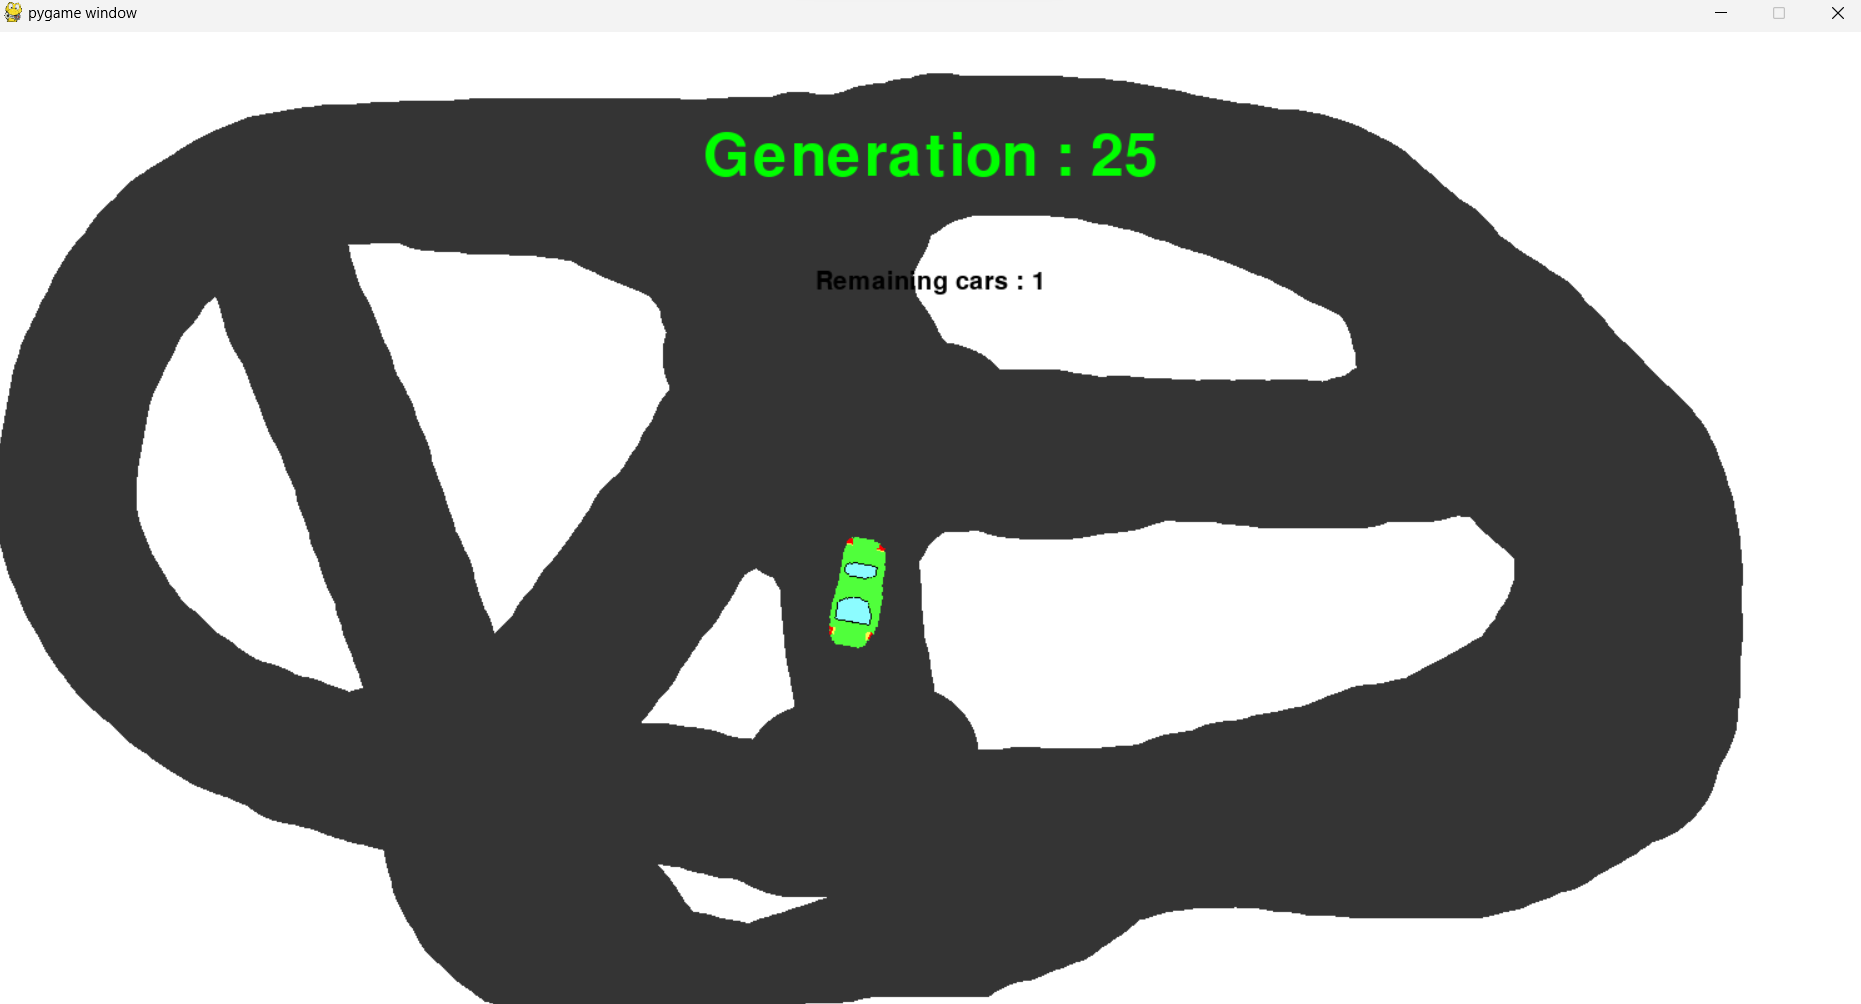 pygame window
Generation : 25
Remaining cars : 1